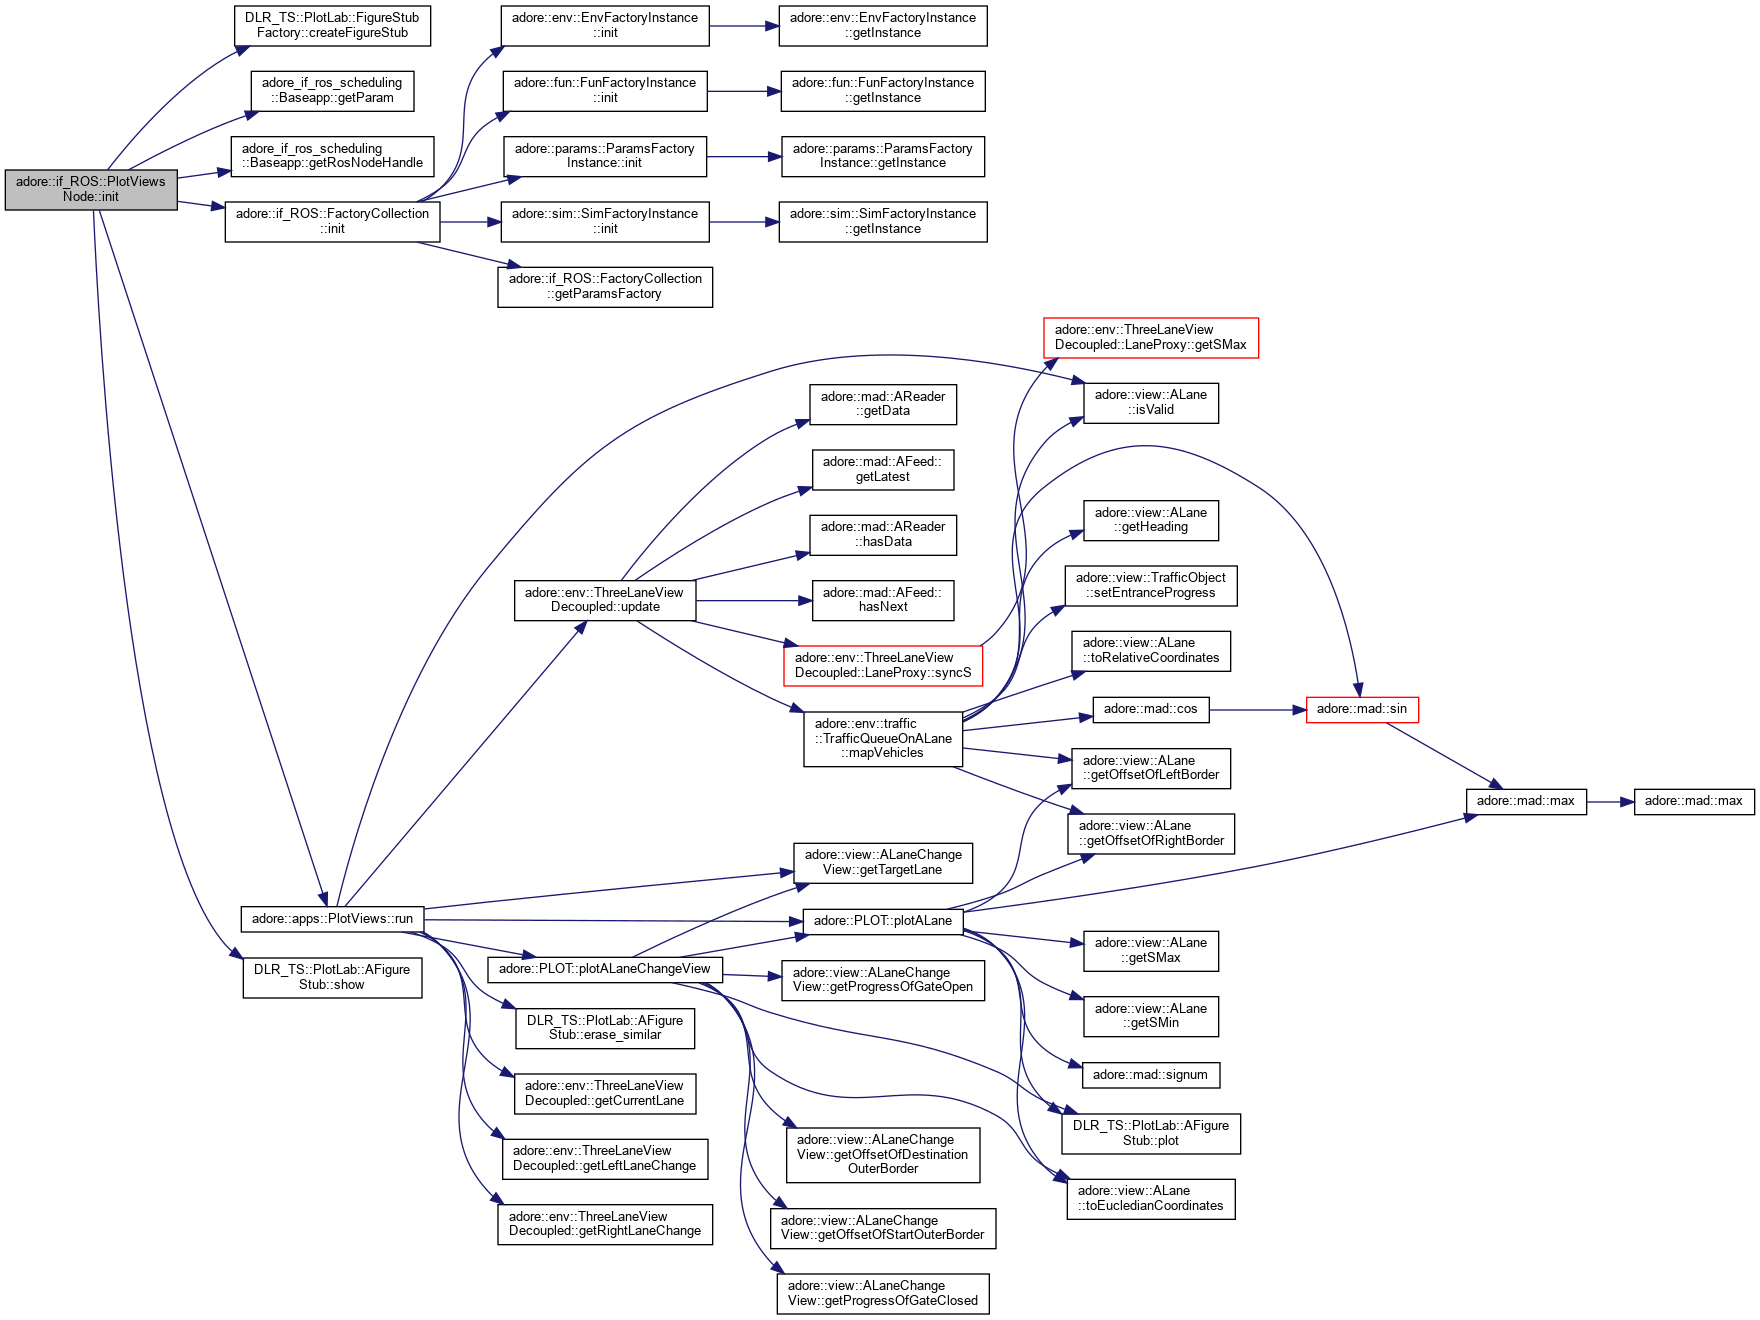 adore::if_ROS::PlotViews
Node::init
DLR_TS::PlotLab::FigureStub
Factory::createFigureStub
adore_if_ros_scheduling
::Baseapp::getParam
adore_if_ros_scheduling
::Baseapp::getRosNodeHandle
adore::if_ROS::FactoryCollection
::init
adore::apps::PlotViews::run
DLR_TS::PlotLab::AFigure
Stub::show
adore::env::EnvFactoryInstance
::init
adore::fun::FunFactoryInstance
::init
adore::params::ParamsFactory
Instance::init
adore::sim::SimFactoryInstance
::init
adore::if_ROS::FactoryCollection
::getParamsFactory
adore::env::EnvFactoryInstance
::getInstance
adore::fun::FunFactoryInstance
::getInstance
adore::params::ParamsFactory
Instance::getInstance
adore::sim::SimFactoryInstance
::getInstance
adore::env::ThreeLaneView
Decoupled::update
adore::PLOT::plotALaneChangeView
DLR_TS::PlotLab::AFigure
Stub::erase_similar
adore::env::ThreeLaneView
Decoupled::getCurrentLane
adore::env::ThreeLaneView
Decoupled::getLeftLaneChange
adore::env::ThreeLaneView
Decoupled::getRightLaneChange
adore::mad::AReader
::getData
adore::mad::AFeed::
getLatest
adore::mad::AReader
::hasData
adore::mad::AFeed::
hasNext
adore::env::ThreeLaneView
Decoupled::LaneProxy::syncS
adore::env::traffic
::TrafficQueueOnALane
::mapVehicles
adore::view::ALaneChange
View::getTargetLane
adore::PLOT::plotALane
adore::view::ALaneChange
View::getProgressOfGateOpen
adore::view::ALaneChange
View::getOffsetOfDestination
OuterBorder
adore::view::ALaneChange
View::getOffsetOfStartOuterBorder
adore::view::ALaneChange
View::getProgressOfGateClosed
adore::env::ThreeLaneView
Decoupled::LaneProxy::getSMax
adore::view::ALane
::isValid
adore::view::ALane
::getHeading
adore::view::TrafficObject
::setEntranceProgress
adore::view::ALane
::toRelativeCoordinates
adore::mad::cos
adore::view::ALane
::getOffsetOfLeftBorder
adore::view::ALane
::getOffsetOfRightBorder
adore::view::ALane
::getSMax
adore::view::ALane
::getSMin
adore::mad::signum
DLR_TS::PlotLab::AFigure
Stub::plot
adore::view::ALane
::toEucledianCoordinates
adore::mad::sin
adore::mad::max
adore::mad::max